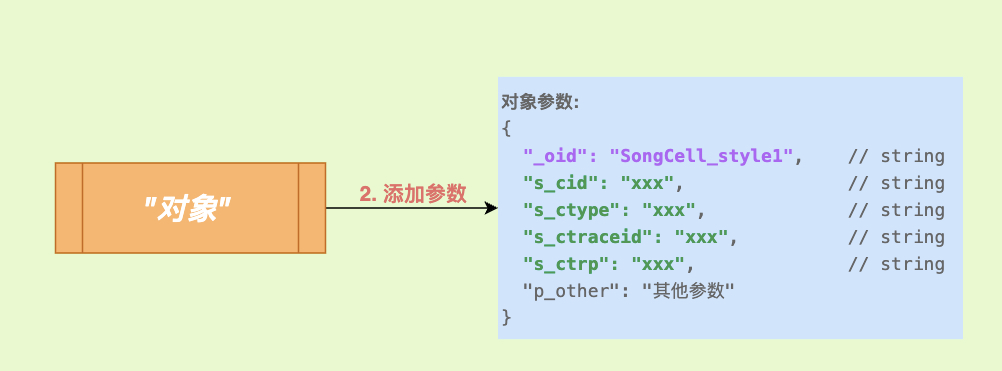 "对象"
2. 添加参数
对象参数:
{
"_oid": "SongCell_style1", // string
"s_cid": "xxx", // string
"s_ctype": "xxx", // string
"s_ctraceid": "xxx", // string
"s_ctrp": "xxx", // string
"p_other": "其他参数"
}